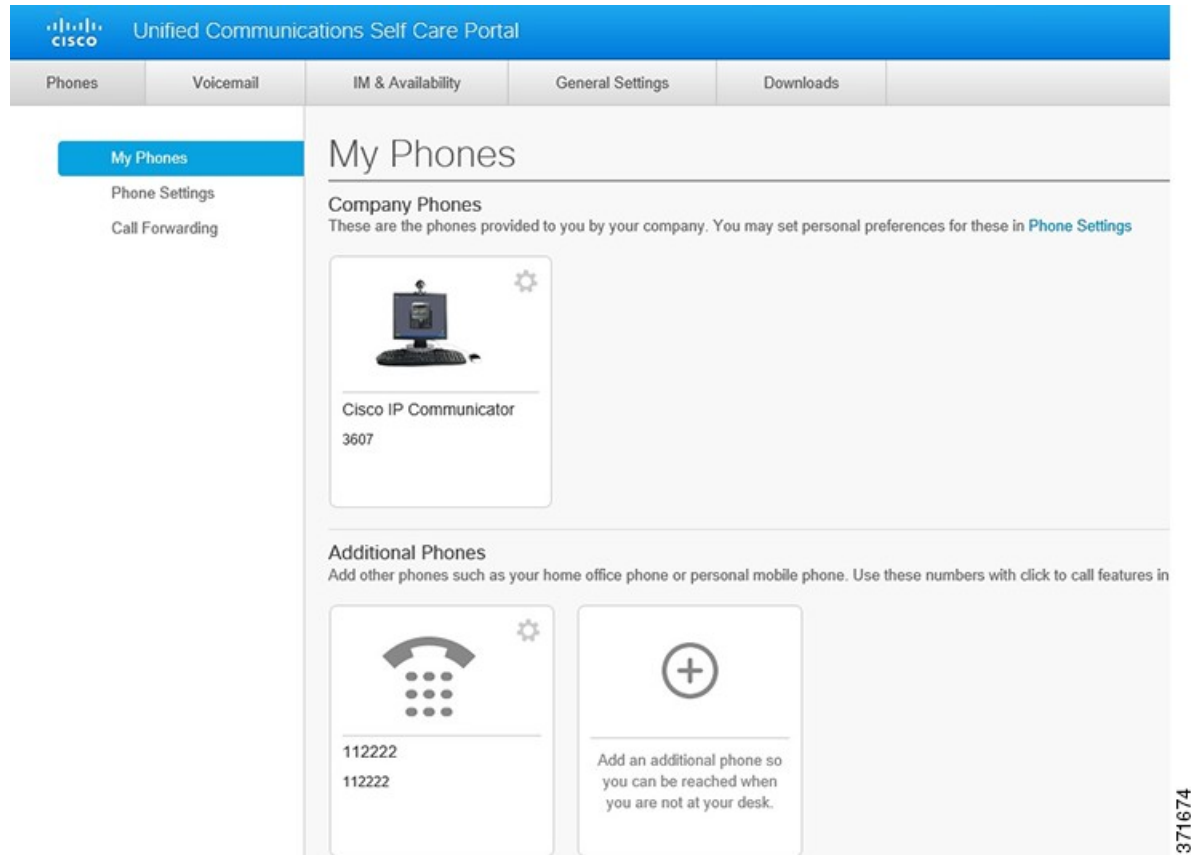 CISCO Unified Communications Self Care Portal
Phones Voicemail IM & Availability General Settings Downloads
My Phones
Phone Settings
Call Forwarding
My Phones
Company Phones
These are the phones provided to you by your company. You may set personal preferences for these in Phone Settings
Cisco IP Communicator
3607
Additional Phones
Add other phones such as your home office phone or personal mobile phone. Use these numbers with click to call features in
112222
112222
Add an additional phone so
you can be reached when
you are not at your desk.
371674